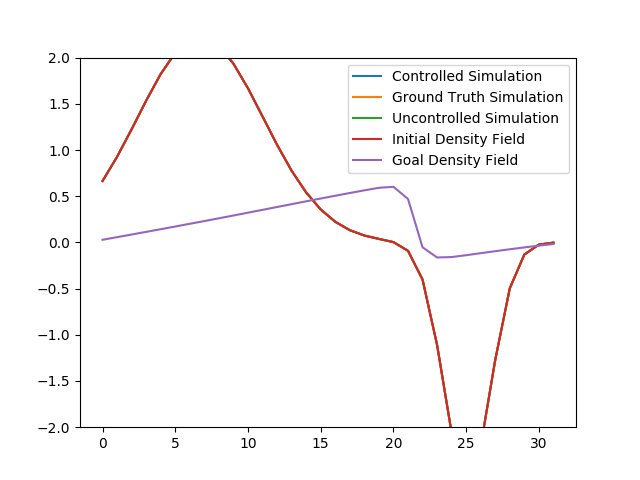 2.0
1.5
1.0
0.5
0.0
−0.5
−1.0
−1.5
−2.0
0 5 10 15 20 25 30
Controlled Simulation
Ground Truth Simulation
Uncontrolled Simulation
Initial Density Field
Goal Density Field